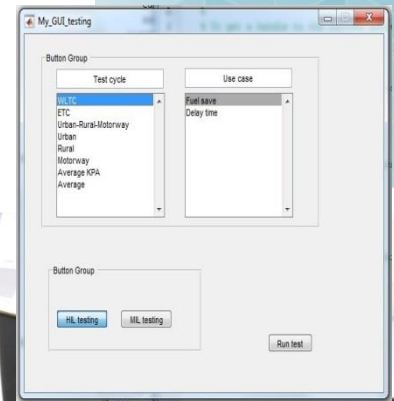 My_GUI_testing
Button Group
Test cycle
Use case
WLTC
ETC
Urban-Rural-Motorway
Urban
Rural
Motorway
Average KPA
Average
Fuel save
Delay time
Button Group
HIL testing
MIL testing
Run test